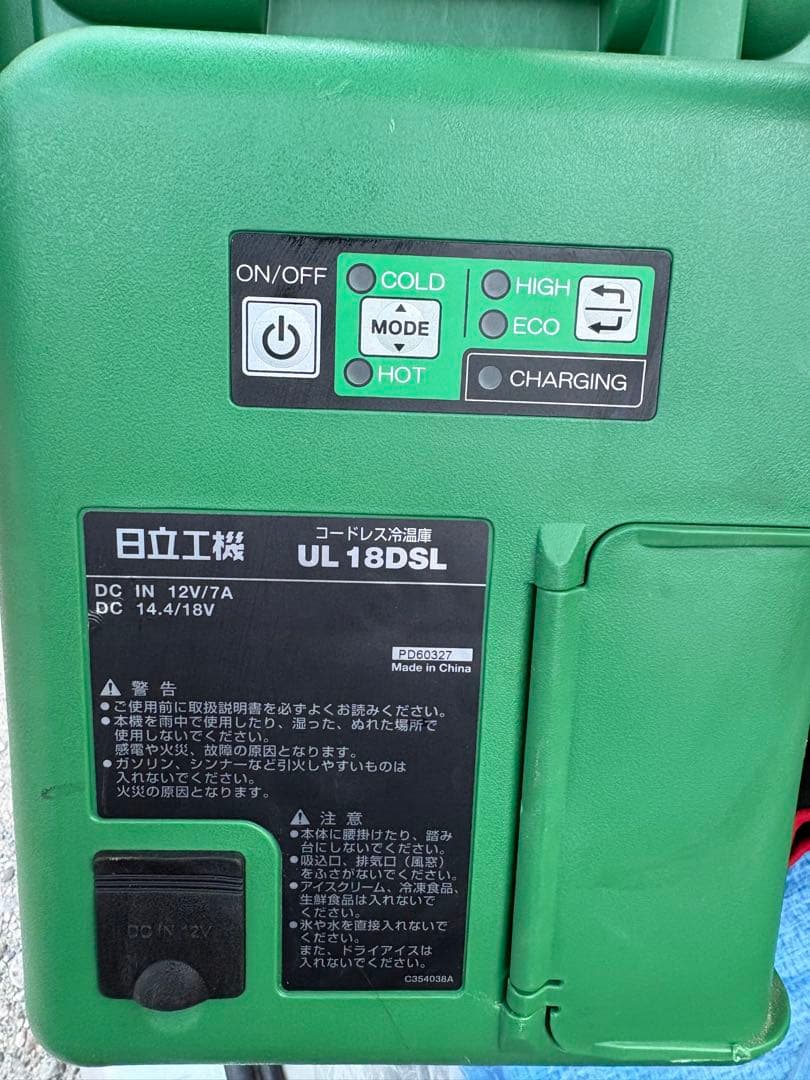 ON/OFF
COLD
MODE
HOT
HIGH
ECO
CHARGING
日立工機
コードレス冷温庫
UL 18DSL
DC IN 12V/7A
DC 14.4/18V
PD60327
Made in China
警告
●ご使用前に取扱説明書を必ずよくお読みください。
●本機を雨中で使用したり、湿った、ぬれた場所で
使用しないでください。
感電や火災、故障の原因となります。
●ガソリン、シンナーなど引火しやすいものは
入れないでください。
火災の原因となります。
注意
●本体に腰掛けたり、踏み
台にしないでください。
●吸込口、排気口（風窓）
をふさがないでください。
●アイスクリーム、冷凍食品、
生鮮食品は入れないで
ください。
●氷や水を直接入れないで
ください。
また、ドライアイスは
入れないでください。
C354038A
DC IN 12V